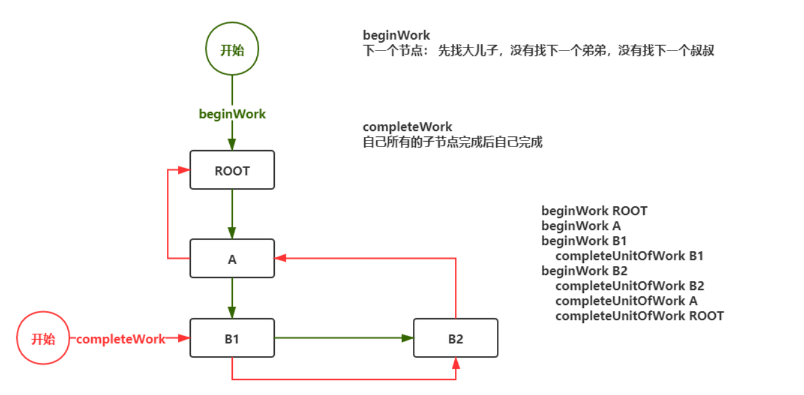 开始
beginWork
下一个节点： 先找大儿子，没有找下一个弟弟，没有找下一个叔叔
beginWork
completeWork
自己所有的子节点完成后自己完成
ROOT
beginWork ROOT
beginWork A
beginWork B1
completeUnitOfWork B1
beginWork B2
completeUnitOfWork B2
completeUnitOfWork A
completeUnitOfWork ROOT
A
开始
completeWork
B1
B2